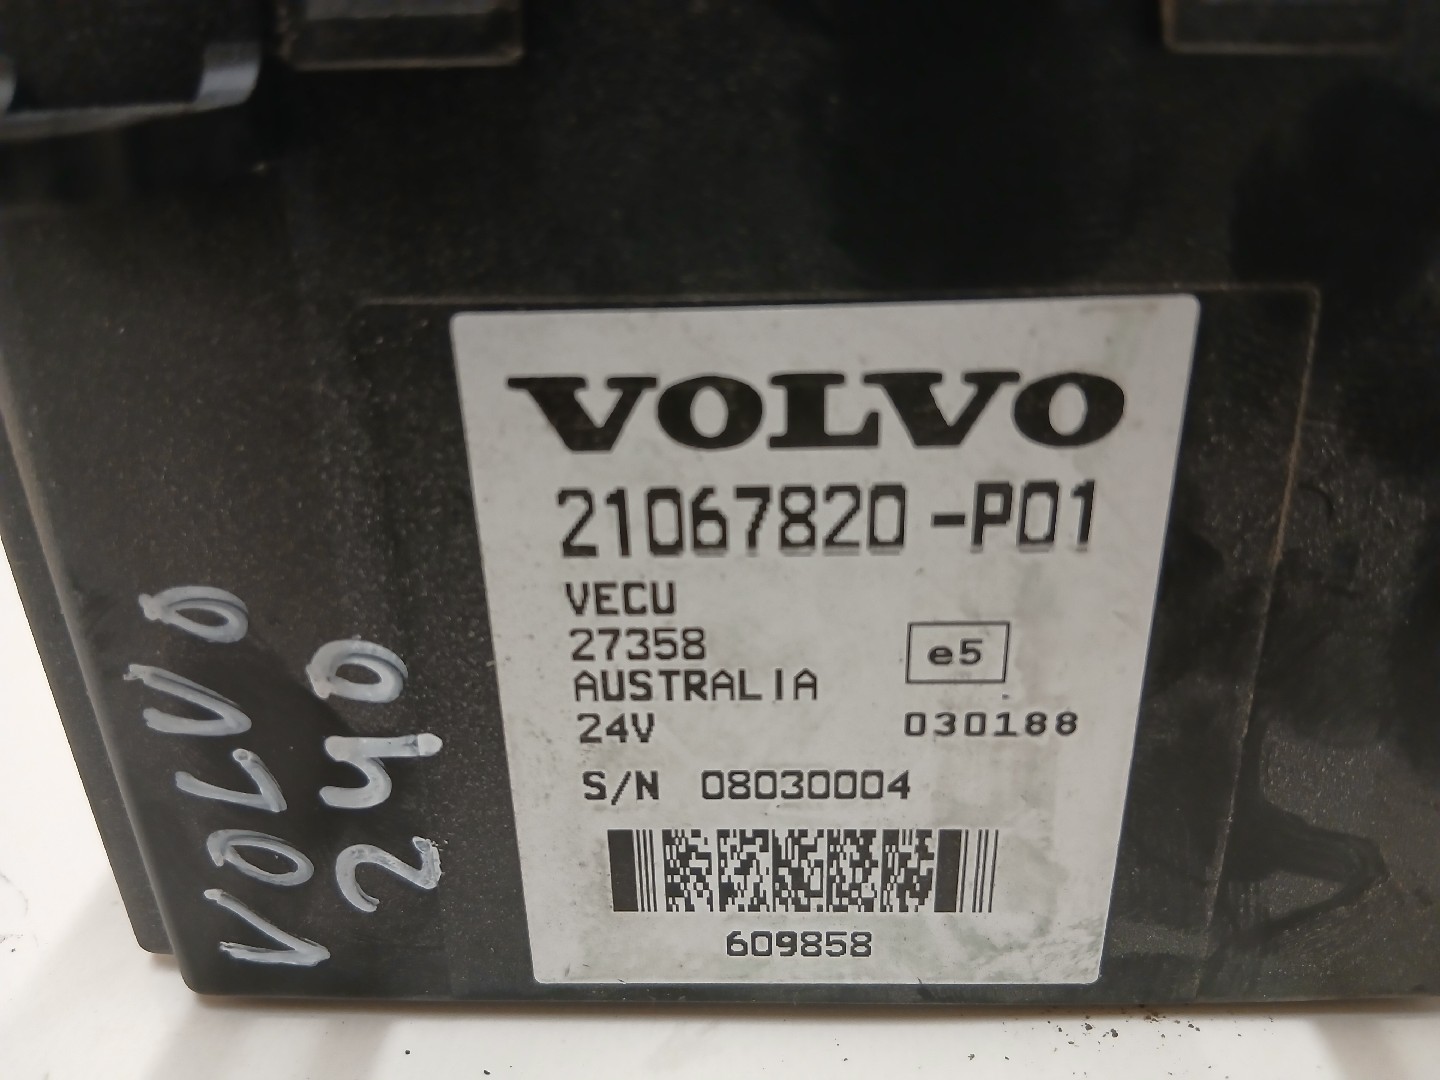 VOLVO
21067820-P01
VECU
27358
e5
AUSTRALIA
24V
030188
S/N 08030004
609858
VOLVO
240